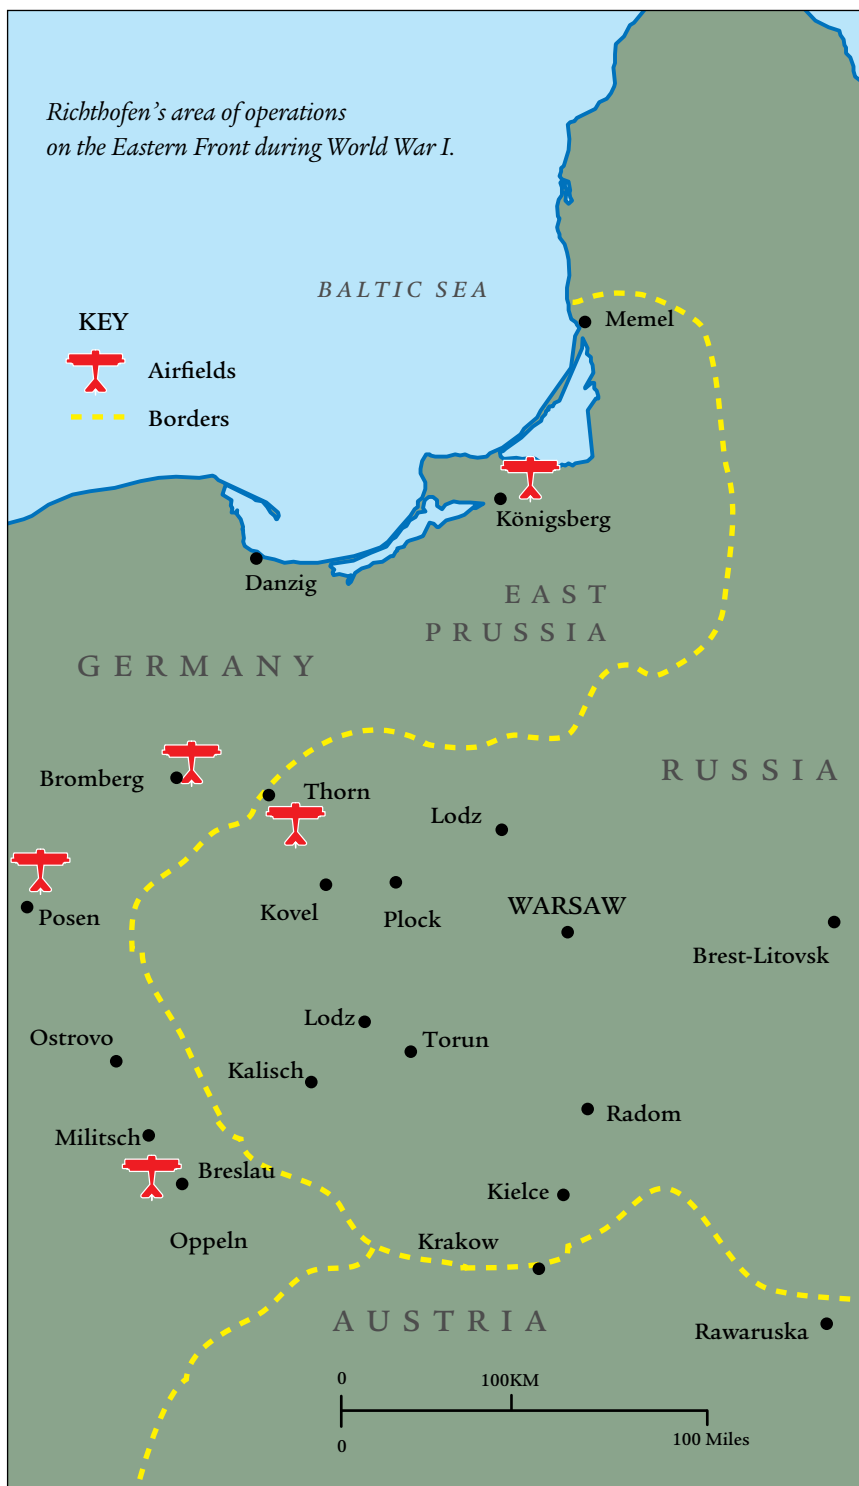 Richthofen’s area of operations
on the Eastern Front during World War I.
BALTIC SEA
KEY
Memel
Airfields
Borders
Königsberg
Danzig
EAST
PRUSSIA
GERMANY
RUSSIA
Bromberg
Thorn
Lodz
Posen
Kovel
Plock
WARSAW
Brest-Litovsk
Lodz
Ostrovo
Torun
Kalisch
Radom
Militsch
Breslau
Kielce
Oppeln
Krakow
AUSTRIA
Rawaruska
0
100KM
0
100 Miles